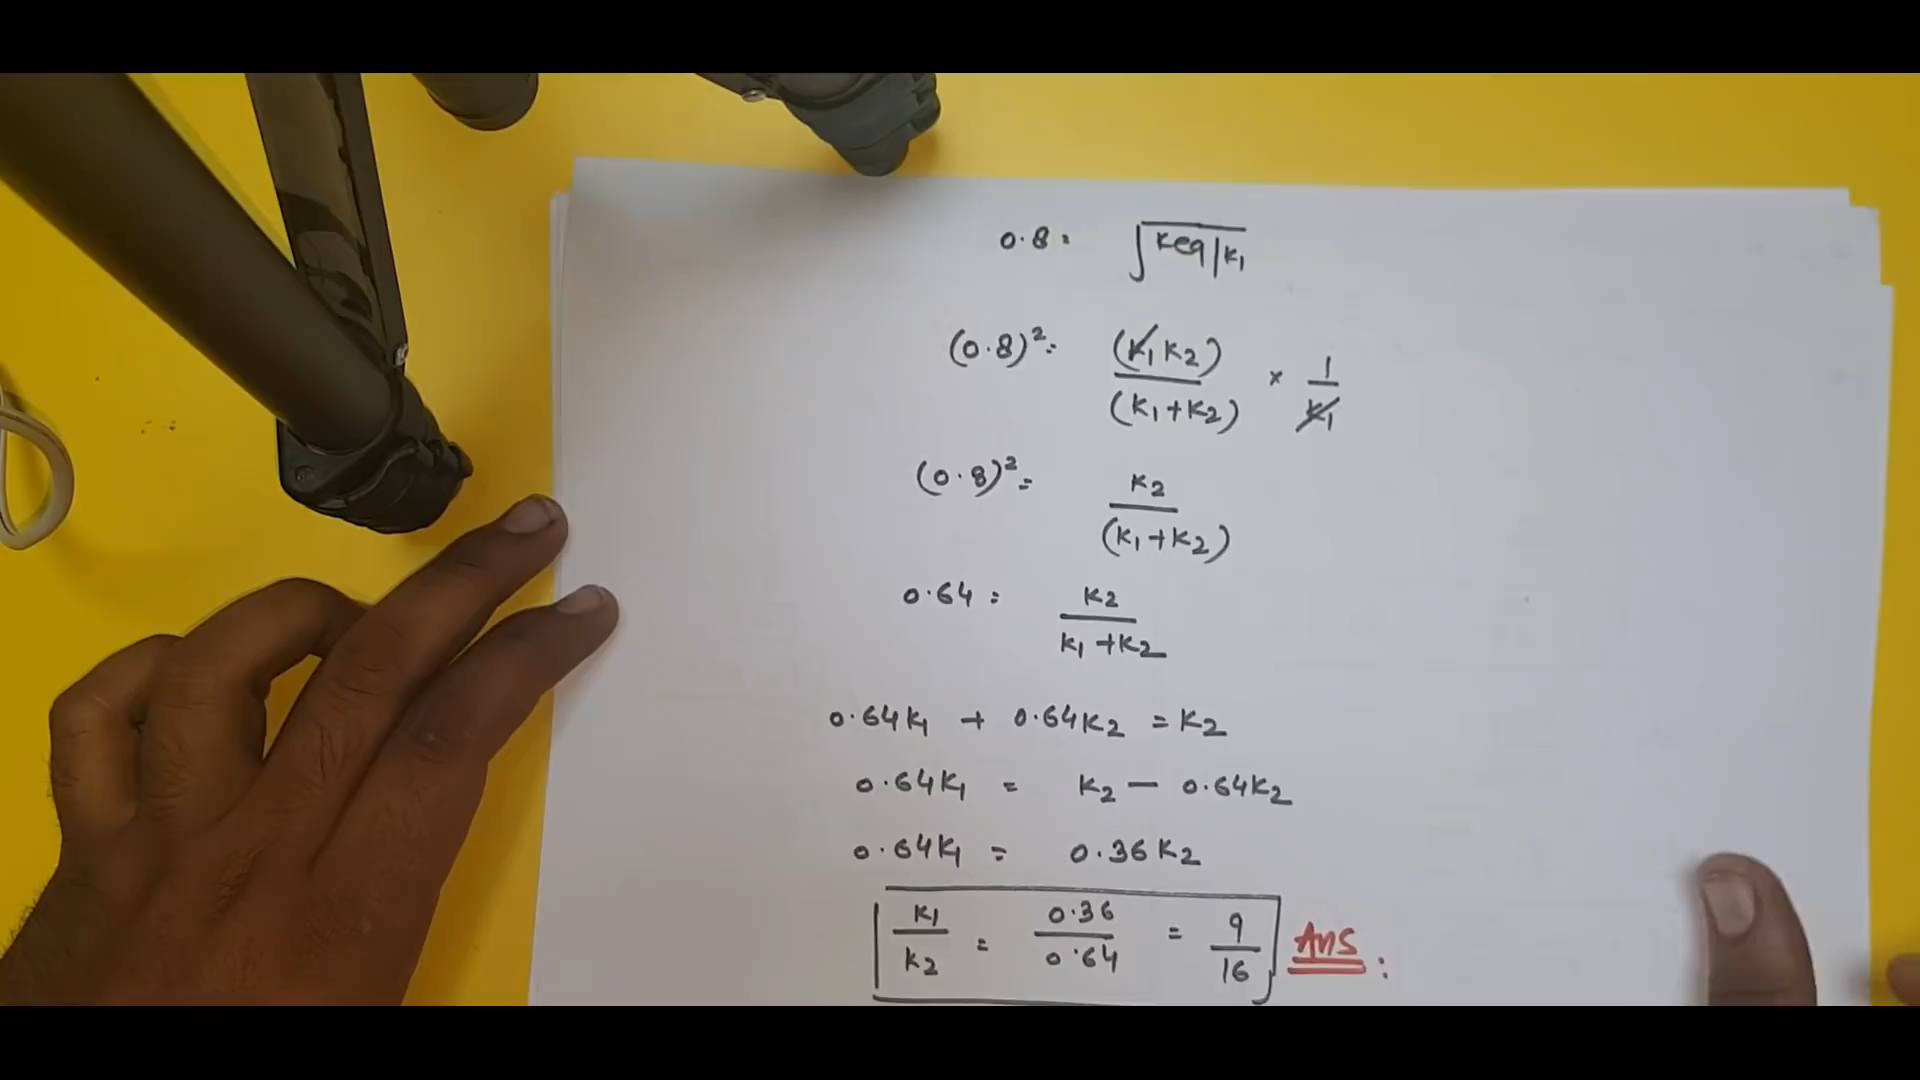 0.8 = √keq/k₁
(0.8)² = (k₁k₂)/(k₁+k₂) × 1/k₁
(0.8)² = k₂/(k₁+k₂)
0.64 = k₂/k₁+k₂
0.64k₁ + 0.64k₂ = k₂
0.64k₁ = k₂ − 0.64k₂
0.64k₁ = 0.36k₂
k₁/k₂ = 0.36/0.64 = 9/16 Ans :